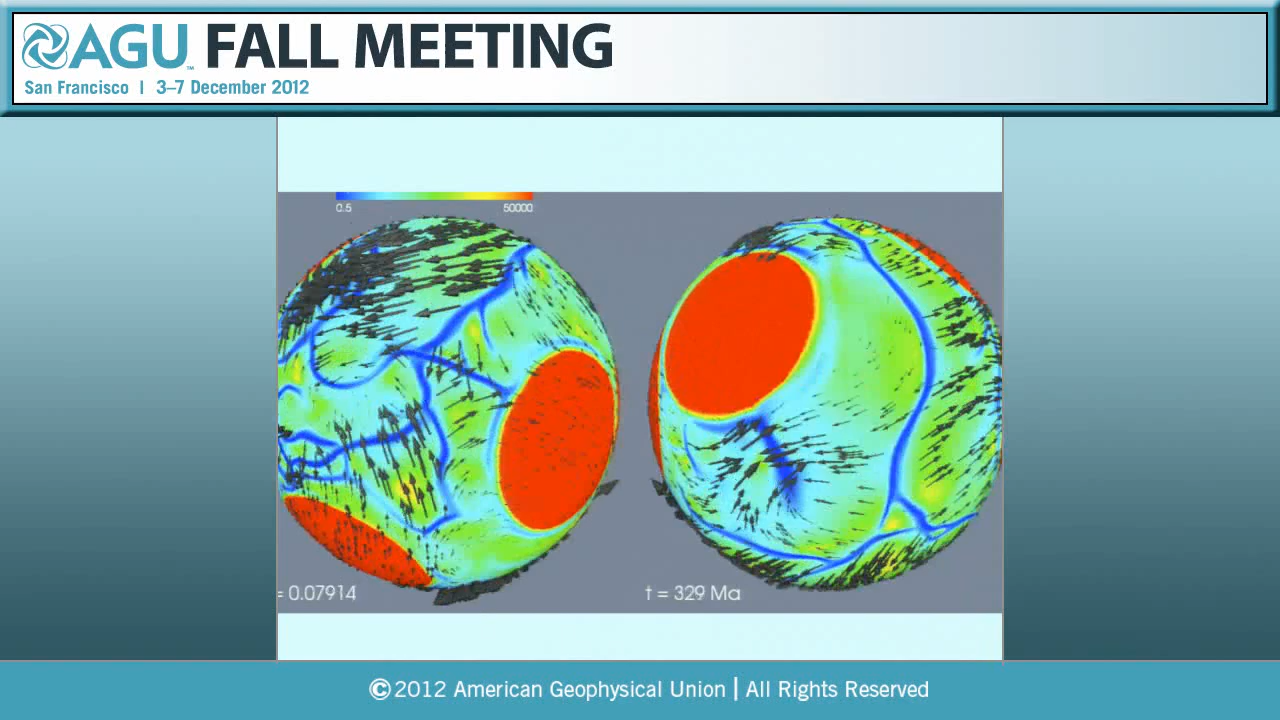 AGU™ FALL MEETING
San Francisco | 3–7 December 2012
0.5 50000
= 0.07914 t = 329 Ma
©2012 American Geophysical Union | All Rights Reserved